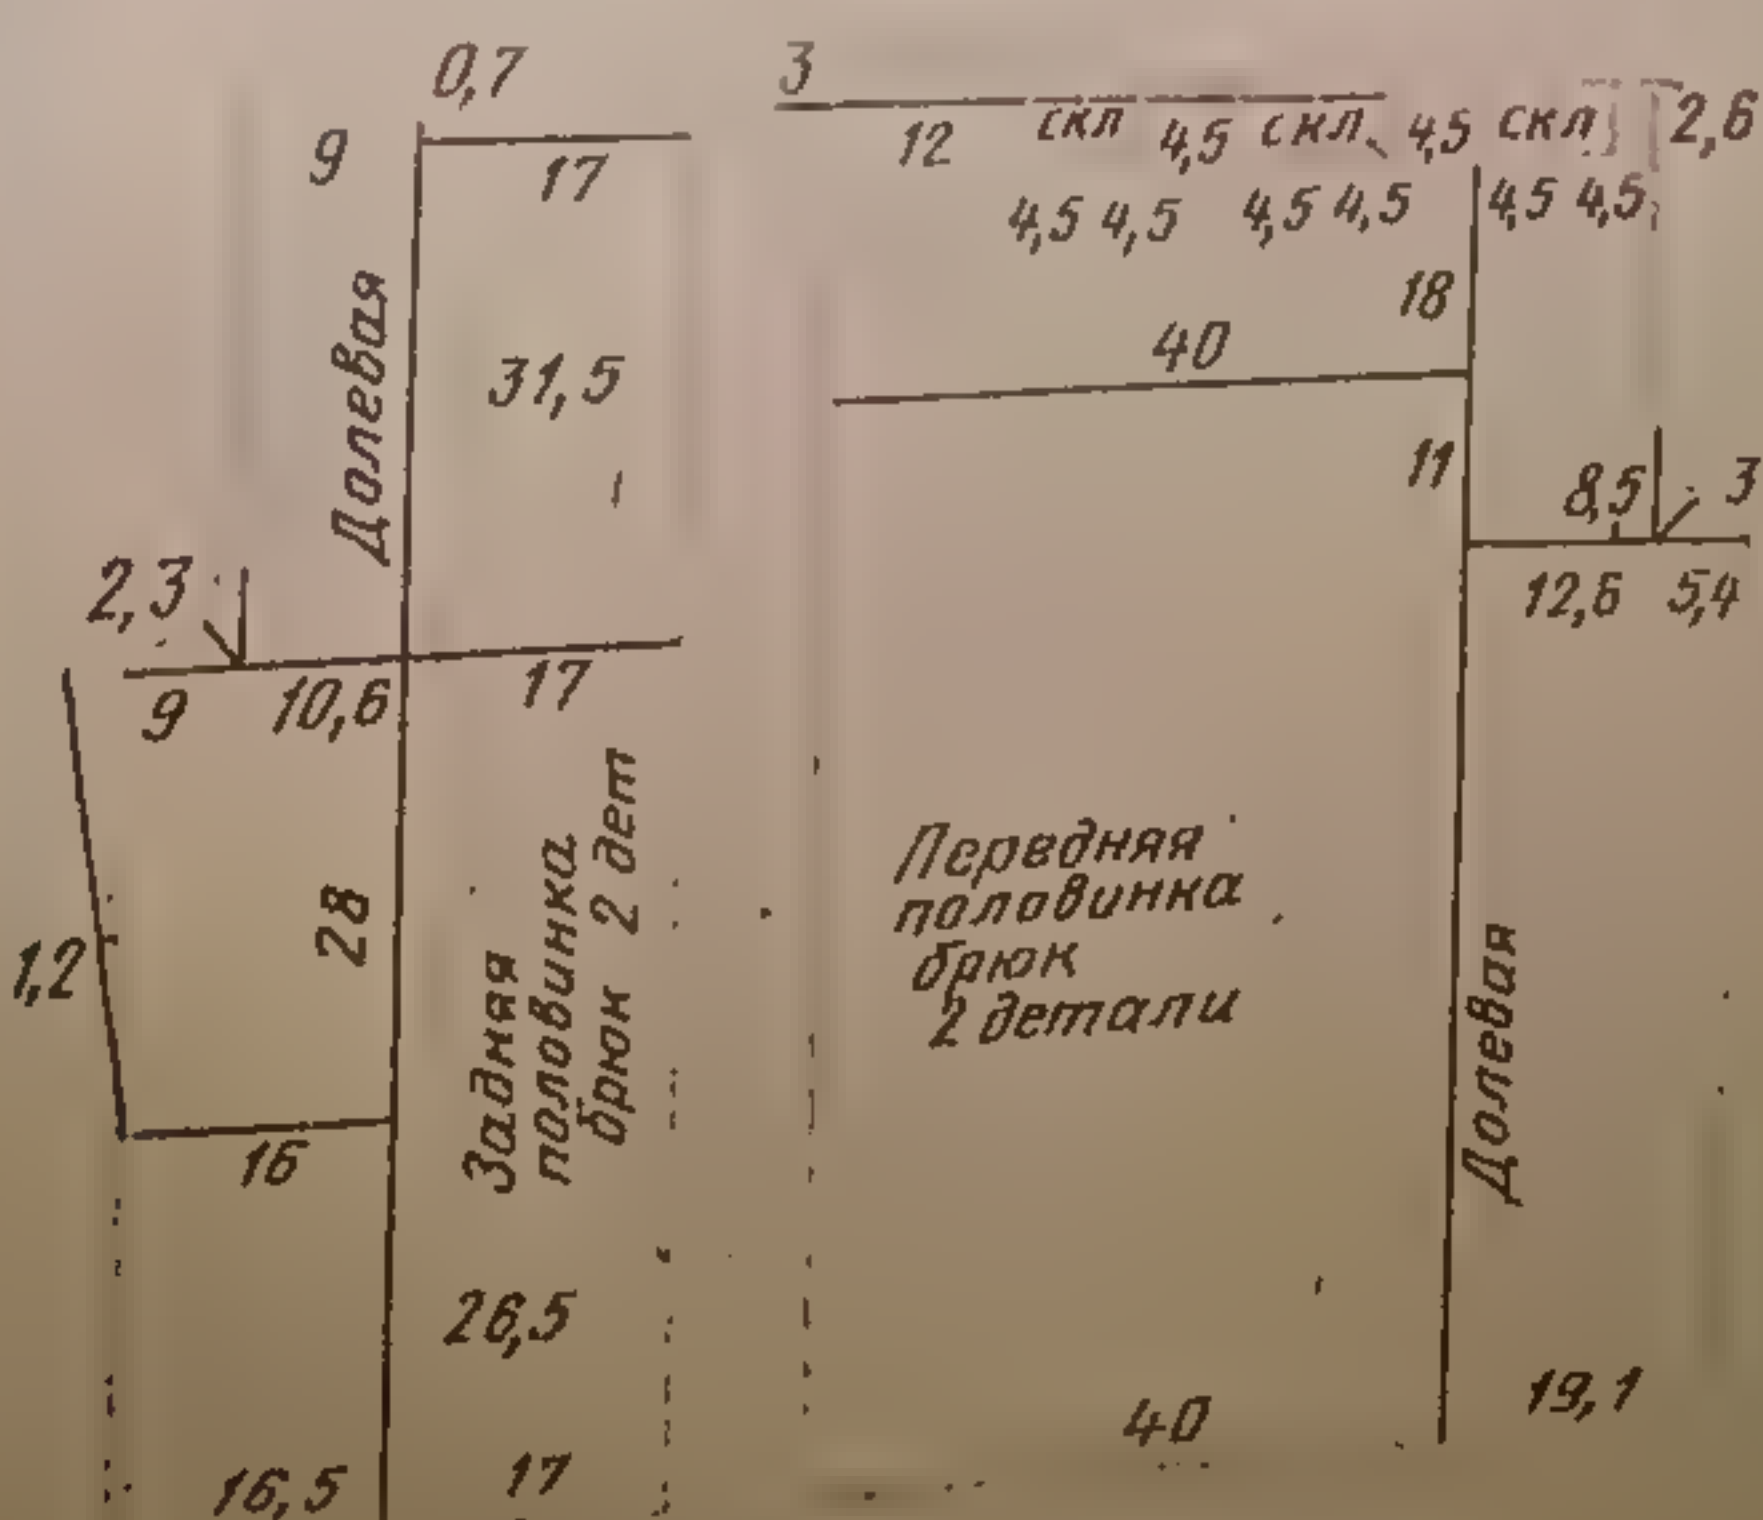 0,7
9
17
Долевая
31,5
2,3
9
10,6
17
28
1,2
16
Задняя
половинка
брюк 2 дет
26,5
16,5
17
3
12
скл 4,5 скл 4,5 скл 2,6
4,5 4,5 4,5 4,5 4,5 4,5
18
40
11
8,5
3
12,6
5,4
Передняя
половинка
брюк
2 детали
Долевая
19,1
40